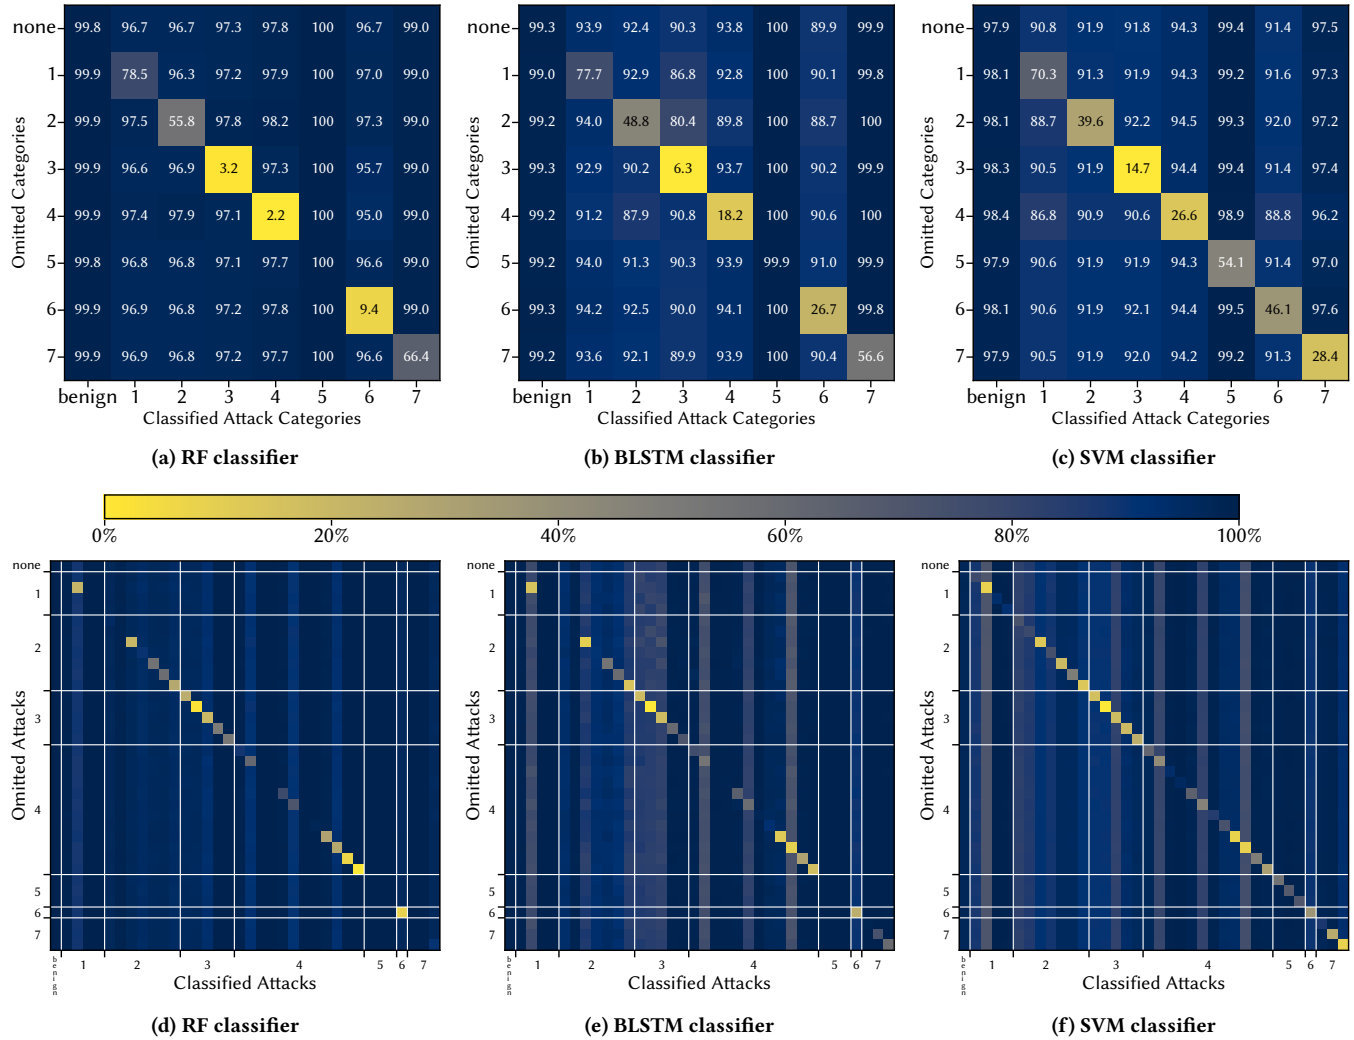 none 99.8 96.7 96.7 97.3 97.8 100 96.7 99.0
1 99.9 78.5 96.3 97.2 97.9 100 97.0 99.0
2 99.9 97.5 55.8 97.8 98.2 100 97.3 99.0
3 99.9 96.6 96.9 3.2 97.3 100 95.7 99.0
4 99.9 97.4 97.9 97.1 2.2 100 95.0 99.0
5 99.8 96.8 96.8 97.1 97.7 100 96.6 99.0
6 99.9 96.9 96.8 97.2 97.8 100 9.4 99.0
7 99.9 96.9 96.8 97.2 97.7 100 96.6 66.4
benign 1 2 3 4 5 6 7
Omitted Categories
Classified Attack Categories
(a) RF classifier
none 99.3 93.9 92.4 90.3 93.8 100 89.9 99.9
1 99.0 77.7 92.9 86.8 92.8 100 90.1 99.8
2 99.2 94.0 48.8 80.4 89.8 100 88.7 100
3 99.3 92.9 90.2 6.3 93.7 100 90.2 99.9
4 99.2 91.2 87.9 90.8 18.2 100 90.6 100
5 99.2 94.0 91.3 90.3 93.9 99.9 91.0 99.9
6 99.3 94.2 92.5 90.0 94.1 100 26.7 99.8
7 99.2 93.6 92.1 89.9 93.9 100 90.4 56.6
benign 1 2 3 4 5 6 7
Omitted Categories
Classified Attack Categories
(b) BLSTM classifier
none 97.9 90.8 91.9 91.8 94.3 99.4 91.4 97.5
1 98.1 70.3 91.3 91.9 94.3 99.2 91.6 97.3
2 98.1 88.7 39.6 92.2 94.5 99.3 92.0 97.2
3 98.3 90.5 91.9 14.7 94.4 99.4 91.4 97.4
4 98.4 86.8 90.9 90.6 26.6 98.9 88.8 96.2
5 97.9 90.6 91.9 91.9 94.3 54.1 91.4 97.0
6 98.1 90.6 91.9 92.1 94.4 99.5 46.1 97.6
7 97.9 90.5 91.9 92.0 94.2 99.2 91.3 28.4
benign 1 2 3 4 5 6 7
Omitted Categories
Classified Attack Categories
(c) SVM classifier
0% 20% 40% 60% 80% 100%
none
1
2
3
4
5
6
7
Omitted Attacks
benign 1 2 3 4 5 6 7
Classified Attacks
(d) RF classifier
none
1
2
3
4
5
6
7
Omitted Attacks
benign 1 2 3 4 5 6 7
Classified Attacks
(e) BLSTM classifier
none
1
2
3
4
5
6
7
Omitted Attacks
benign 1 2 3 4 5 6 7
Classified Attacks
(f) SVM classifier